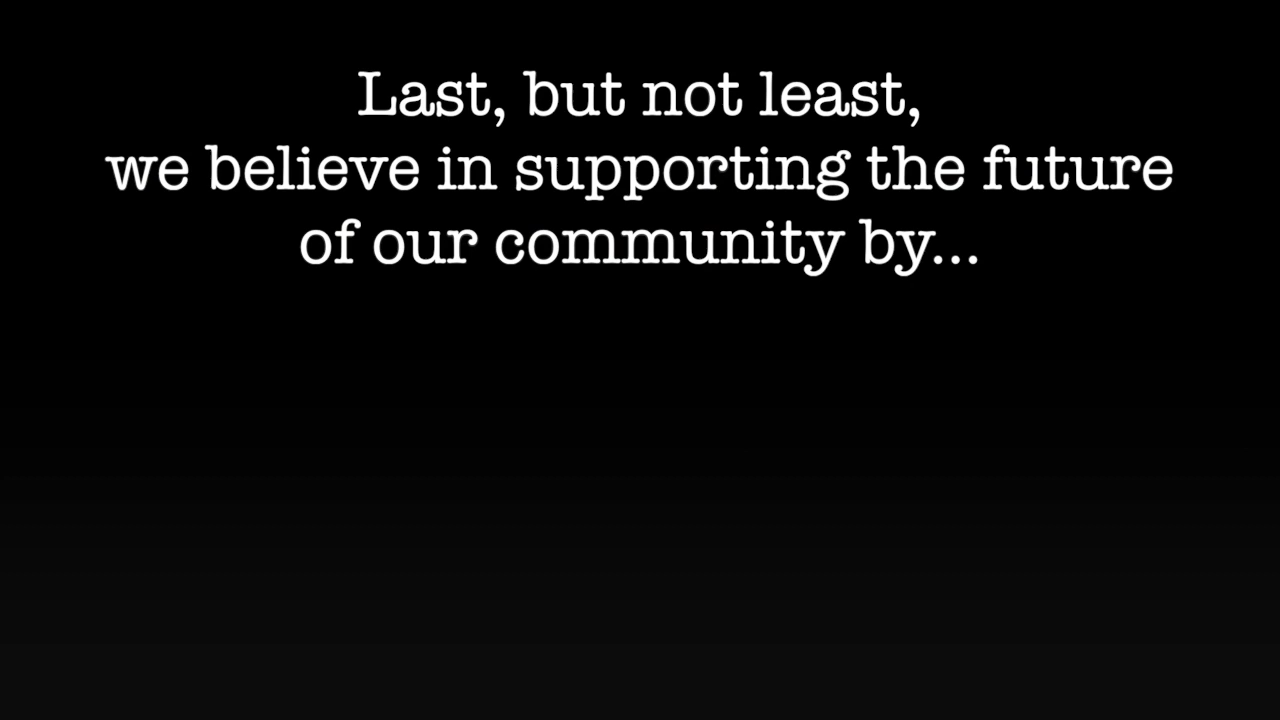 Last, but not least,
we believe in supporting the future
of our community by...